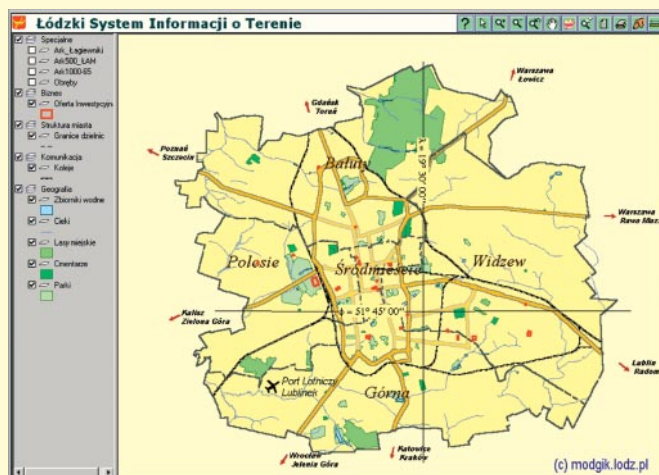 Łódzki System Informacji o Terenie
Specjalne
Ark_Łagiewniki
Ark500_ŁAM
Ark1000-65
Obręby
Biznes
Oferta Inwestycyjna
Struktura miasta
Granice dzielnic
Komunikacja
Koleje
Geografia
Zbiorniki wodne
Cieki
Lasy miejskie
Cmentarze
Parki
Warszawa
Łowicz
Gdańsk
Toruń
Poznań
Szczecin
Bałuty
λ = 19° 30' 00''
Warszawa
Rawa Maz.
Polesie
Śródmieście
Widzew
φ = 51° 45' 00''
Kalisz
Zielona Góra
Lublin
Radom
Port Lotniczy
Lublinek
Górna
Wrocław
Jelenia Góra
Katowice
Kraków
(c) modgik.lodz.pl